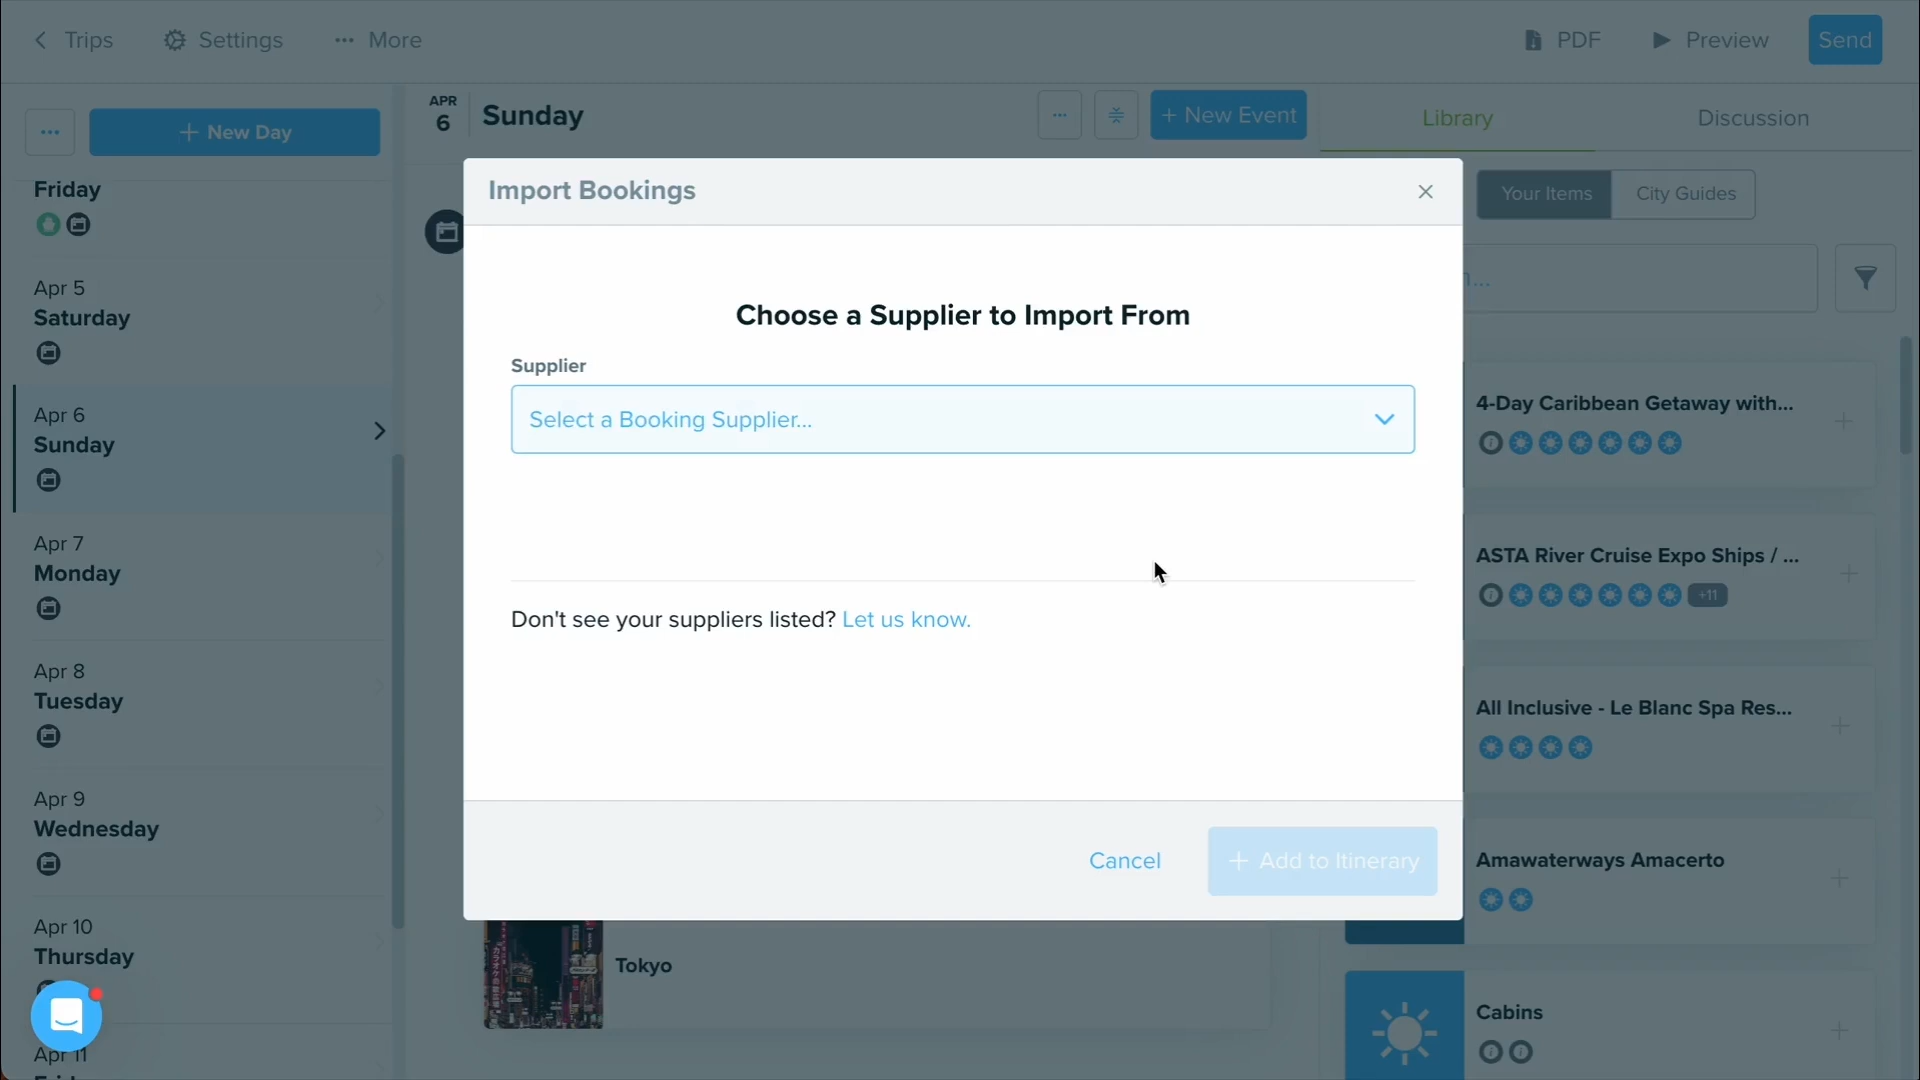 Trips
Settings
More
PDF
Preview
Send
New Day
Friday
Apr 5
Saturday
Apr 6
Sunday
Apr 7
Monday
Apr 8
Tuesday
Apr 9
Wednesday
Apr 10
Thursday
Apr 11
APR
6
Sunday
+ New Event
Library
Discussion
Your Items
City Guides
Import Bookings
Choose a Supplier to Import From
Supplier
Select a Booking Supplier...
Don't see your suppliers listed? Let us know.
Cancel
+ Add to Itinerary
Tokyo
4-Day Caribbean Getaway with...
ASTA River Cruise Expo Ships / ...
+11
All Inclusive - Le Blanc Spa Res...
Amawaterways Amacerto
Cabins